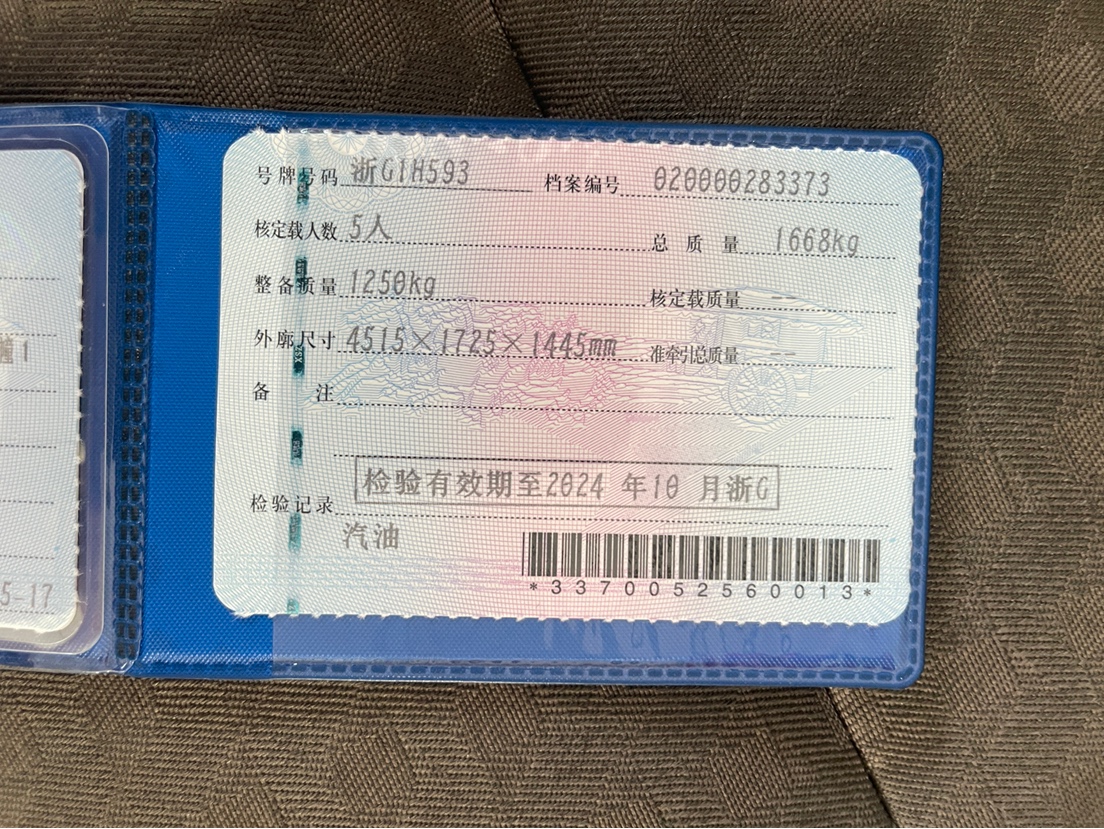 号牌号码 浙G1H593 档案编号 020000283373
核定载人数 5人 总质量 1668kg
整备质量 1250kg 核定载质量 --
外廓尺寸 4515×1725×1445mm 准牵引总质量 --
备注
检验记录 检验有效期至2024 年10 月浙G
汽油
*3370052560013*
5-17